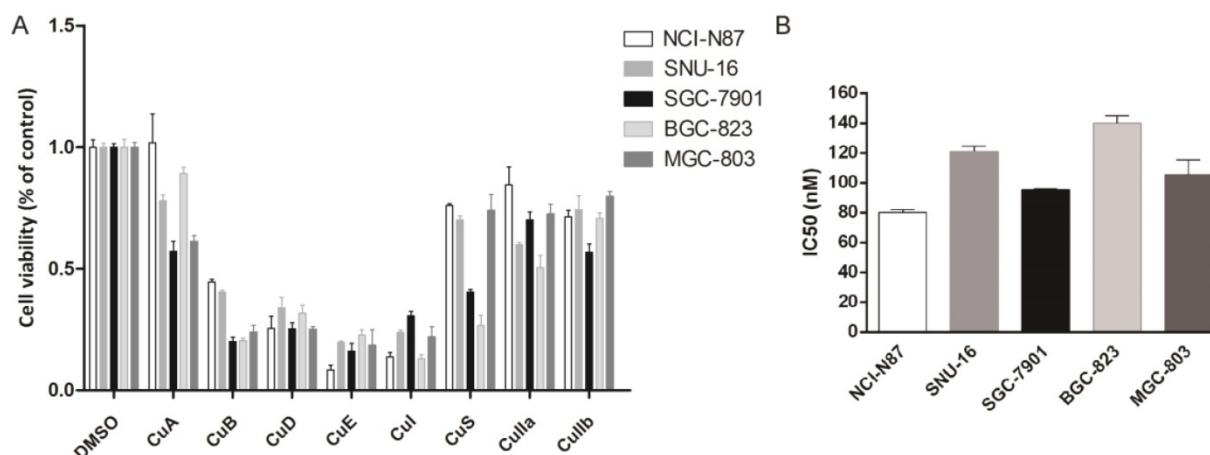 A
Cell viability (% of control)
1.5
1.0
0.5
0.0
DMSO
CuA
CuB
CuD
CuE
CuI
CuS
CuIIa
CuIIb
NCI-N87
SNU-16
SGC-7901
BGC-823
MGC-803
B
IC50 (nM)
160
140
120
100
80
60
40
20
0
NCI-N87
SNU-16
SGC-7901
BGC-823
MGC-803